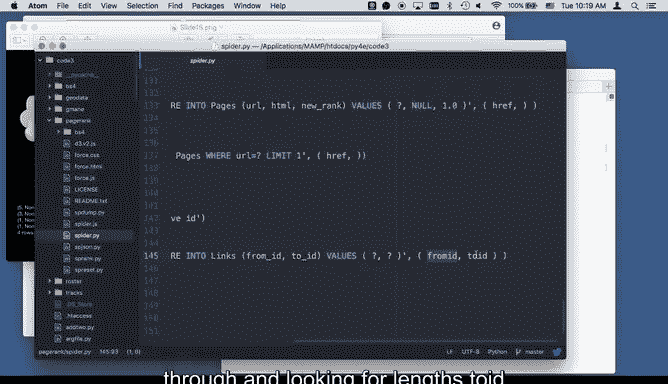 Atom File Edit View Selection Find Packages Window Help
100% Tue 10:19 AM
Slide15.png
spider.py — /Applications/MAMP/htdocs/py4e/code3
code3
spider.py
__pycache__
bs4
geodata
gmane
pagerank
bs4
d3.v2.js
force.css
force.html
force.js
LICENSE
README.txt
spdump.py
spider.js
spider.py
spjson.py
sprank.py
spreset.py
roster
tracks
.DS_Store
.htaccess
addtwo.py
argfile.py
131
132
133 RE INTO Pages (url, html, new_rank) VALUES ( ?, NULL, 1.0 )', ( href, ) )
134
135
136
137 Pages WHERE url=? LIMIT 1', ( href, ))
138
139
140
141
142 ve id')
143
144
145 RE INTO Links (from_id, to_id) VALUES ( ?, ? )', ( fromid, toid ) )
146
147
148
149
150
151
pagerank/spider.py 145:93 (1, 0) LF UTF-8 Python master
through and looking for lengths toid